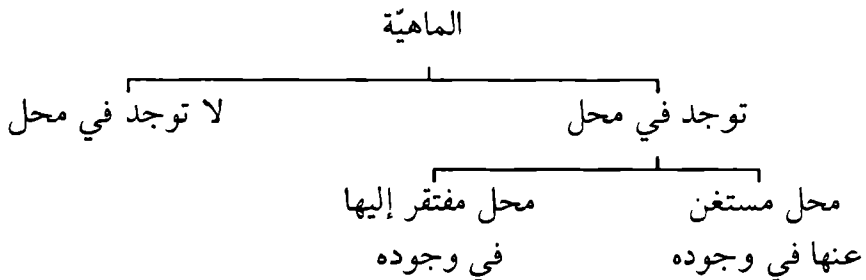 الماهيّة
توجد في محل
لا توجد في محل
محل مستغن
عنها في وجوده
محل مفتقر إليها
في وجوده